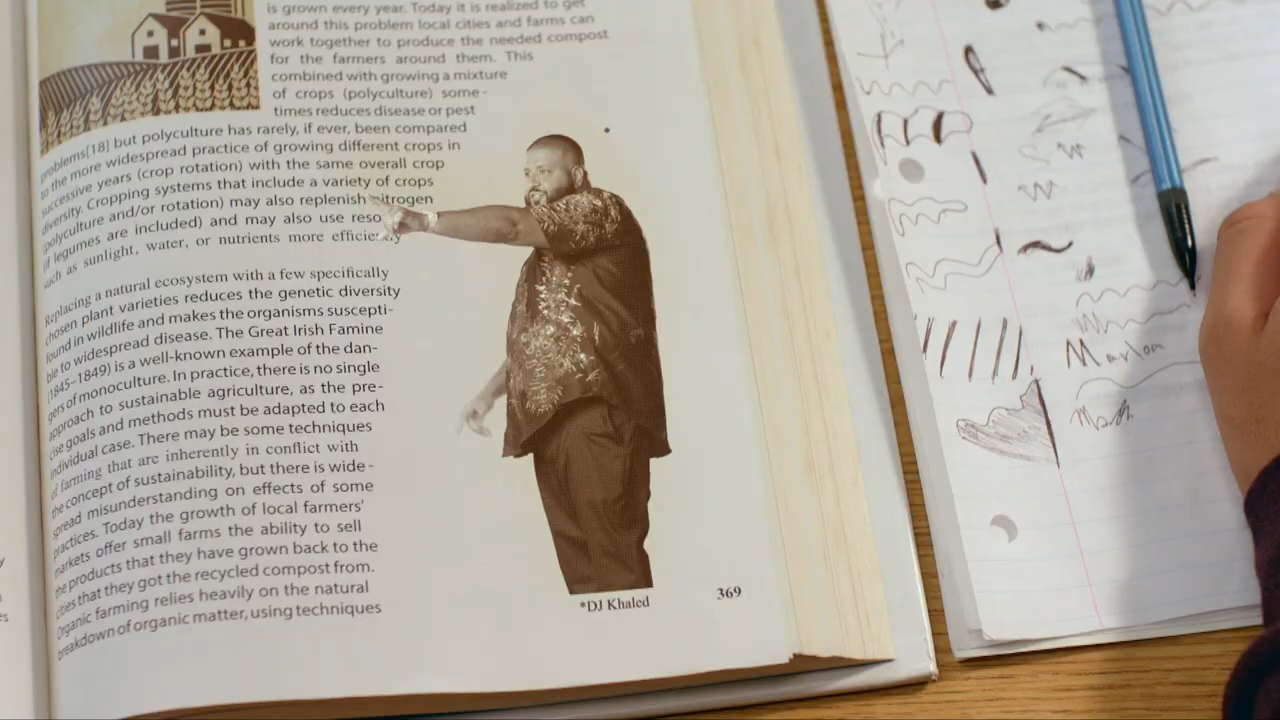 is grown every year. Today it is realized to get
around this problem local cities and farms can
work together to produce the needed compost
for the farmers around them. This
combined with growing a mixture
of crops (polyculture) some-
times reduces disease or pest
problems[18] but polyculture has rarely, if ever, been compared
to the more widespread practice of growing different crops in
successive years (crop rotation) with the same overall crop
diversity. Cropping systems that include a variety of crops
(polyculture and/or rotation) may also replenish nitrogen
(if legumes are included) and may also use reso
such as sunlight, water, or nutrients more efficiently
Replacing a natural ecosystem with a few specifically
chosen plant varieties reduces the genetic diversity
found in wildlife and makes the organisms suscepti-
ble to widespread disease. The Great Irish Famine
(1845–1849) is a well-known example of the dan-
gers of monoculture. In practice, there is no single
approach to sustainable agriculture, as the pre-
cise goals and methods must be adapted to each
individual case. There may be some techniques
of farming that are inherently in conflict with
the concept of sustainability, but there is wide-
spread misunderstanding on effects of some
practices. Today the growth of local farmers'
markets offer small farms the ability to sell
the products that they have grown back to the
cities that they got the recycled compost from.
Organic farming relies heavily on the natural
breakdown of organic matter, using techniques
*
*DJ Khaled
369
Marlon